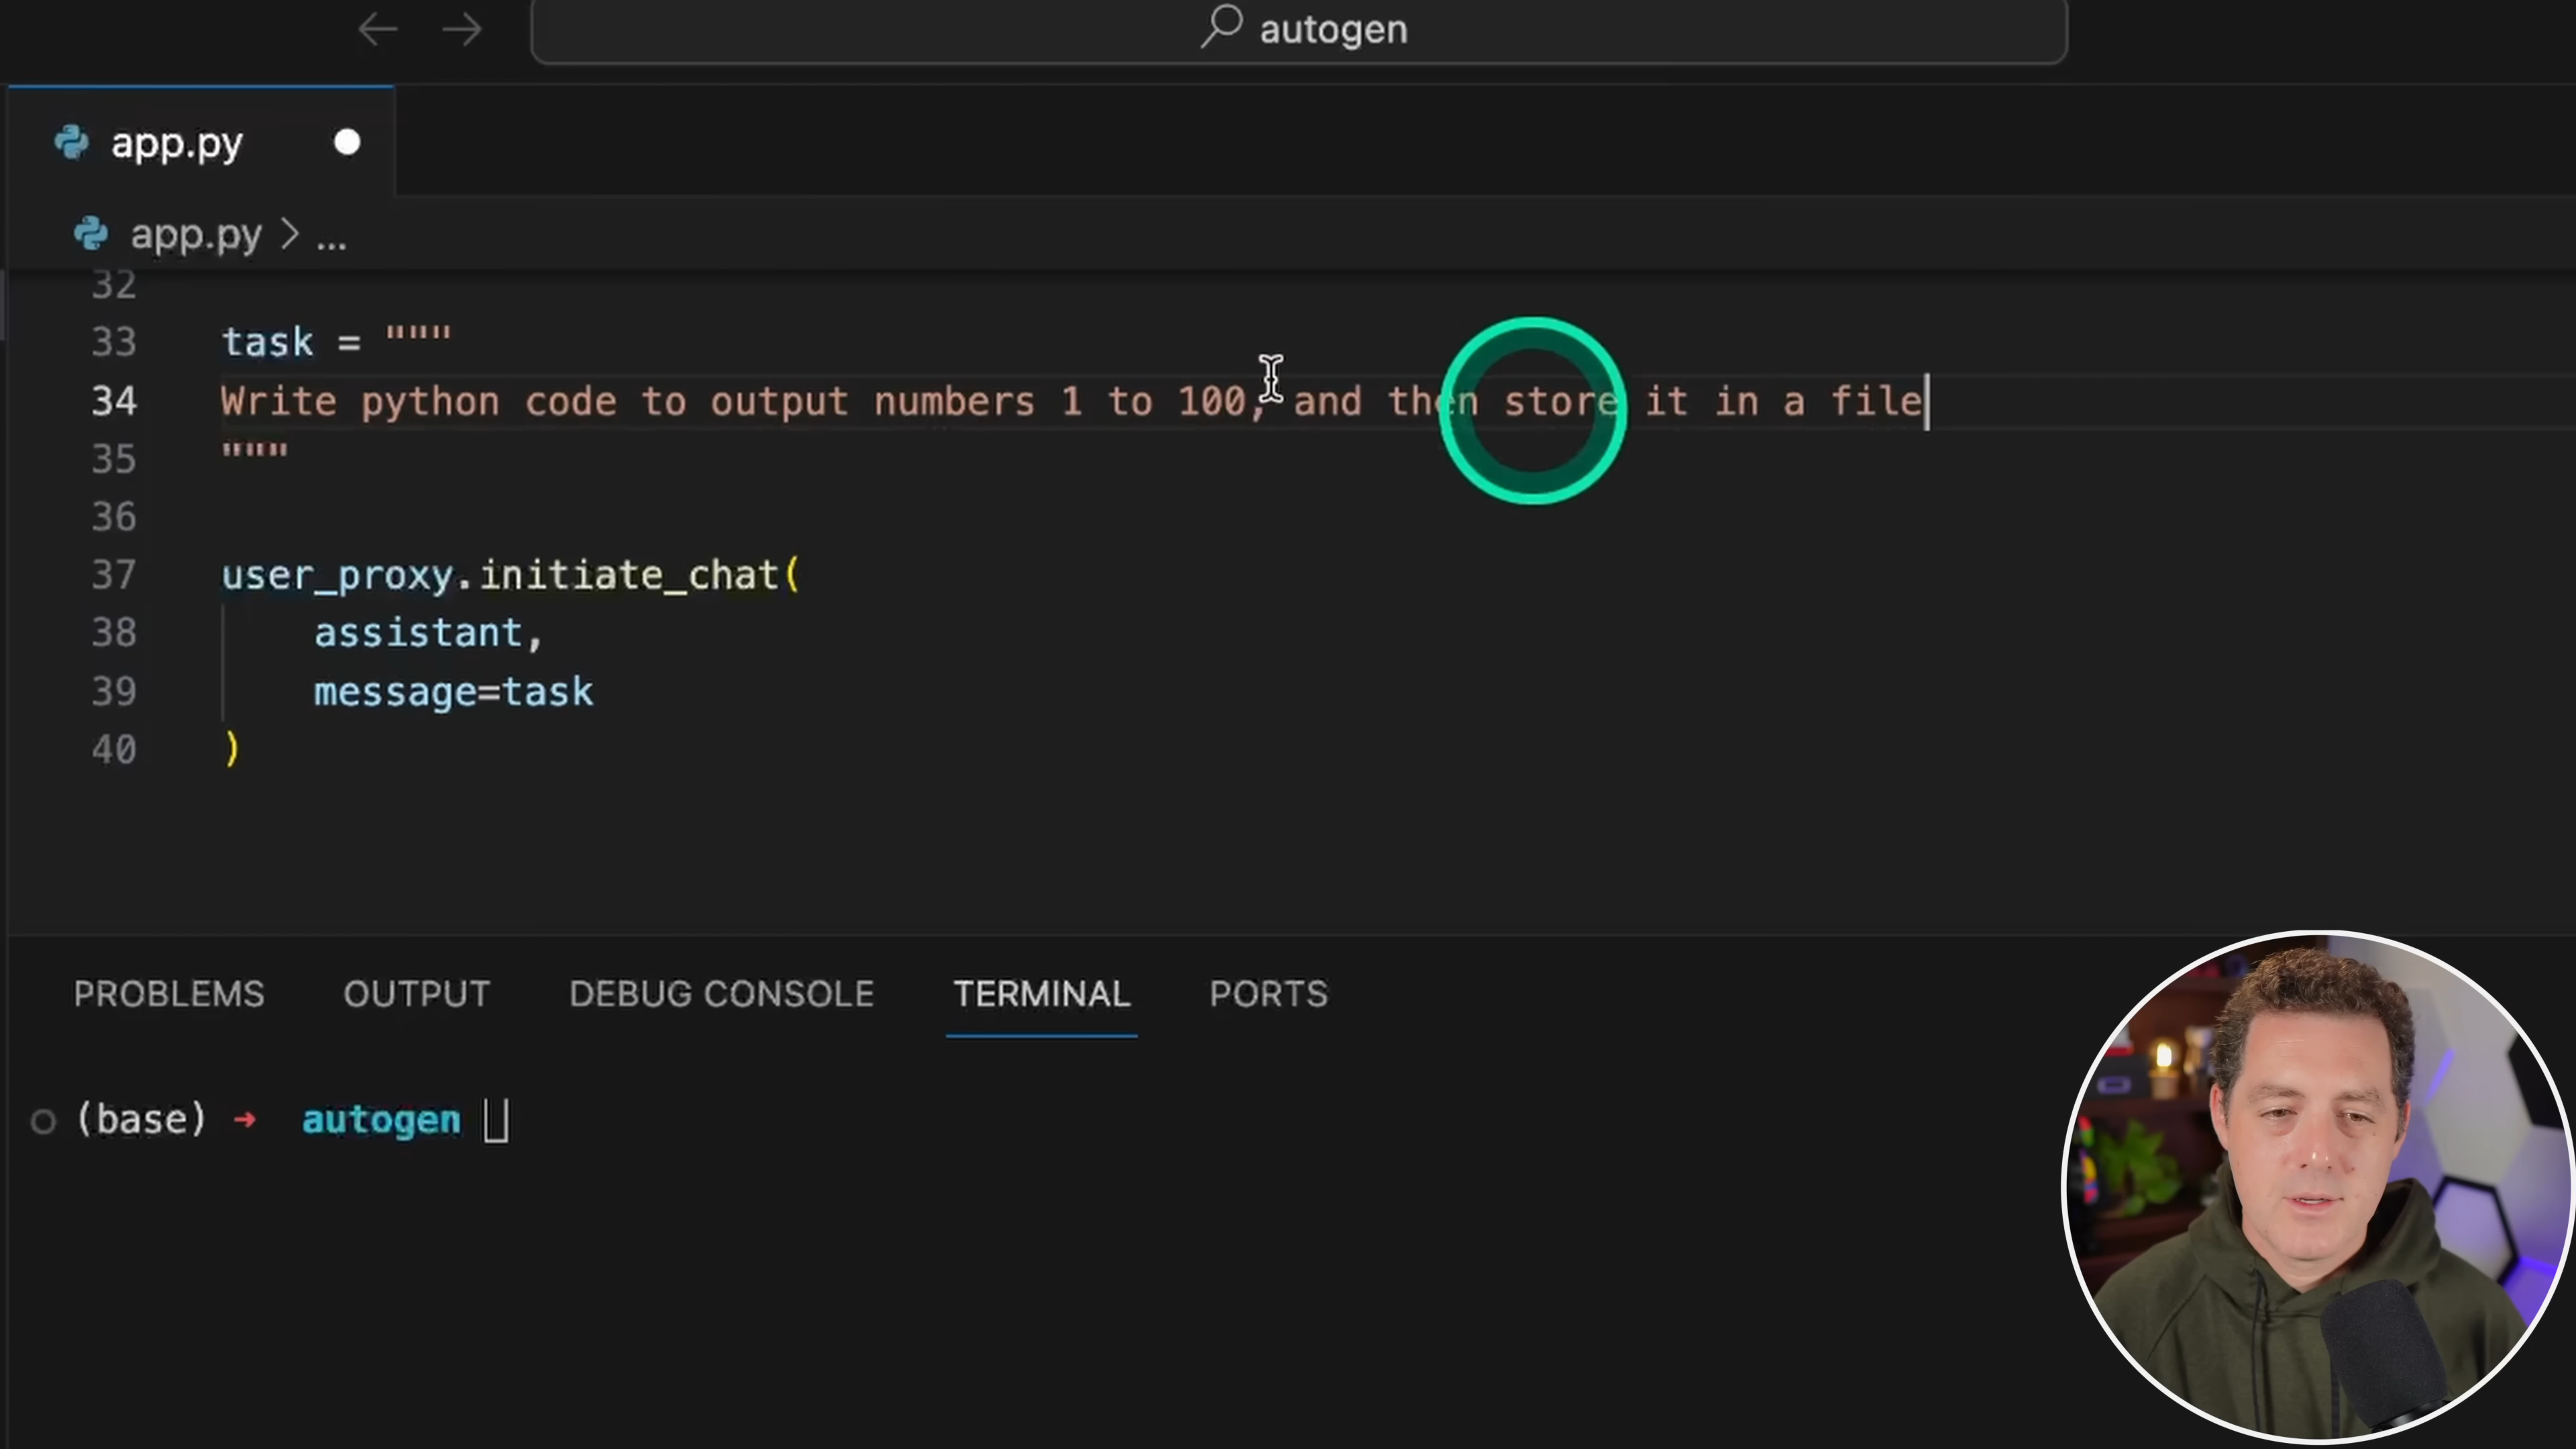 autogen
app.py
app.py > ...
32
33 task = """
34 Write python code to output numbers 1 to 100, and then store it in a file
35 """
36
37 user_proxy.initiate_chat(
38 assistant,
39 message=task
40 )
PROBLEMS OUTPUT DEBUG CONSOLE TERMINAL PORTS
(base) → autogen